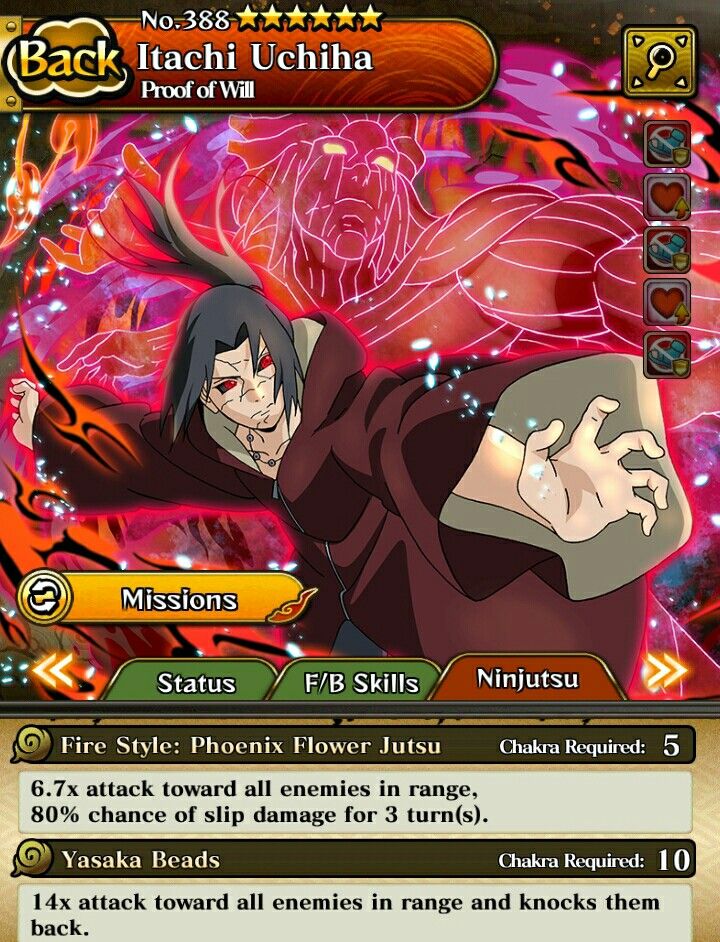 No.388 ★★★★★★
Back
Itachi Uchiha
Proof of Will
Missions
Status
F/B Skills
Ninjutsu
Fire Style: Phoenix Flower Jutsu Chakra Required: 5
6.7x attack toward all enemies in range,
80% chance of slip damage for 3 turn(s).
Yasaka Beads Chakra Required: 10
14x attack toward all enemies in range and knocks them
back.